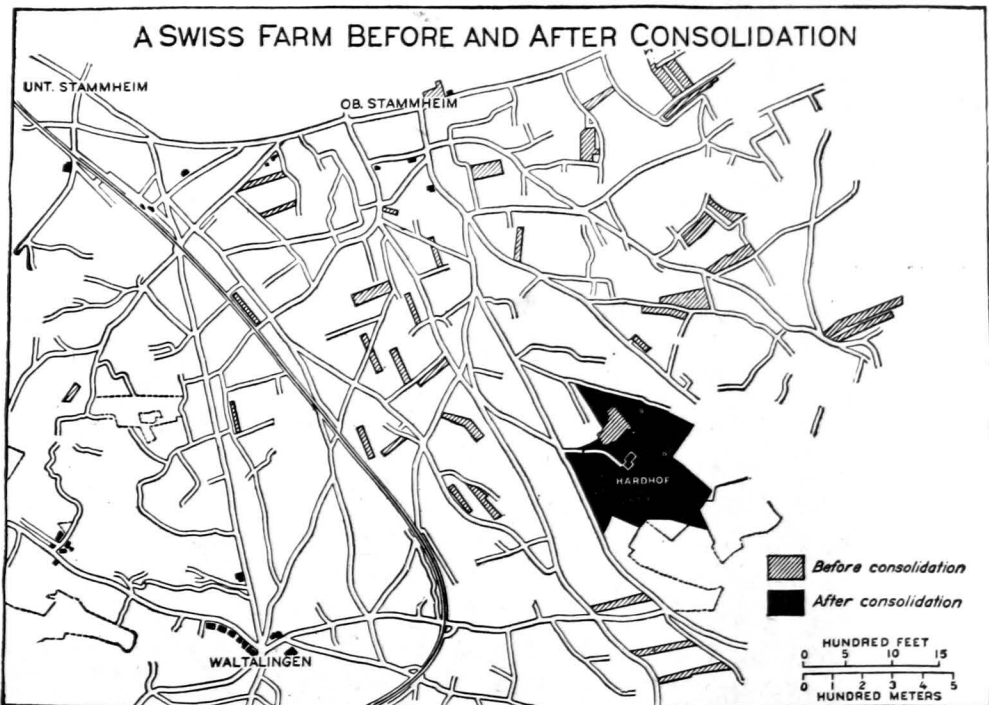 A SWISS FARM BEFORE AND AFTER CONSOLIDATION
UNT. STAMMHEIM
OB. STAMMHEIM
HARDHOF
Before consolidation
After consolidation
WALTALINGEN
HUNDRED FEET
0 5 10 15
0 1 2 3 4 5
HUNDRED METERS